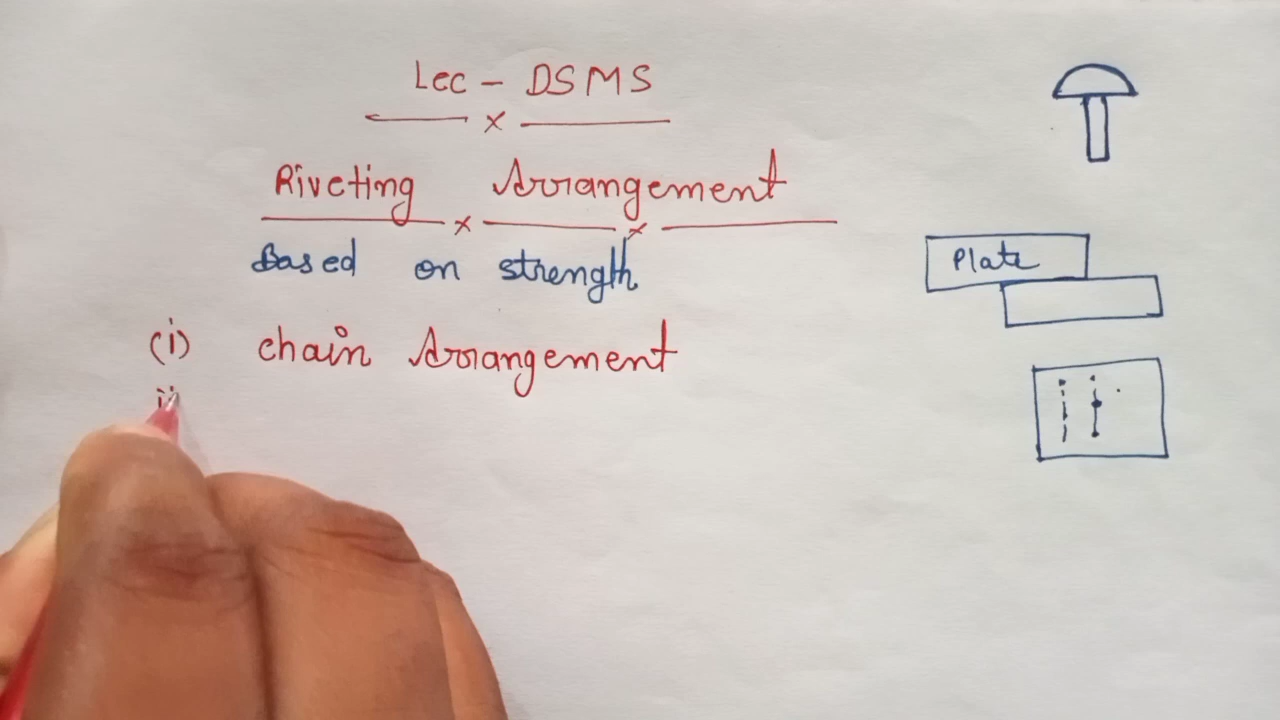 Lec - DSMS
Riveting Arrangement
Based on strength
(i) chain Arrangement
Plate